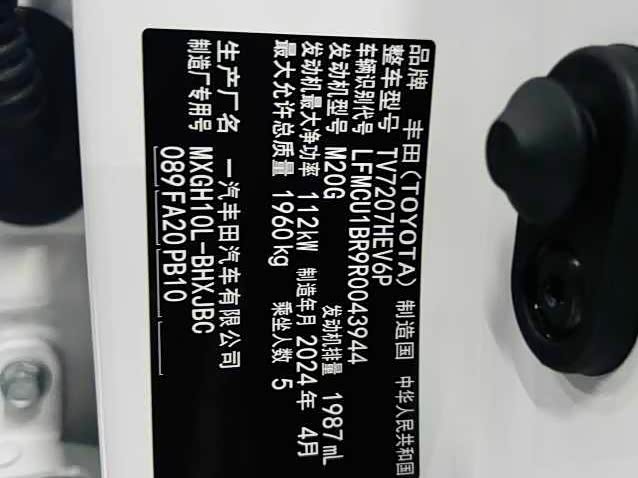 品牌 丰田(TOYOTA) 制造国 中华人民共和国
整车型号 TV7207HEV6P
车辆识别代号 LFMCU1BR9R0043944
发动机型号 M20G 发动机排量 1987mL
发动机最大净功率 112kW 制造年月 2024年 4月
最大允许总质量 1960kg 乘坐人数 5
生产厂名 一汽丰田汽车有限公司
制造厂专用号 MXGH10L-BHXJBC
089FA20PB10